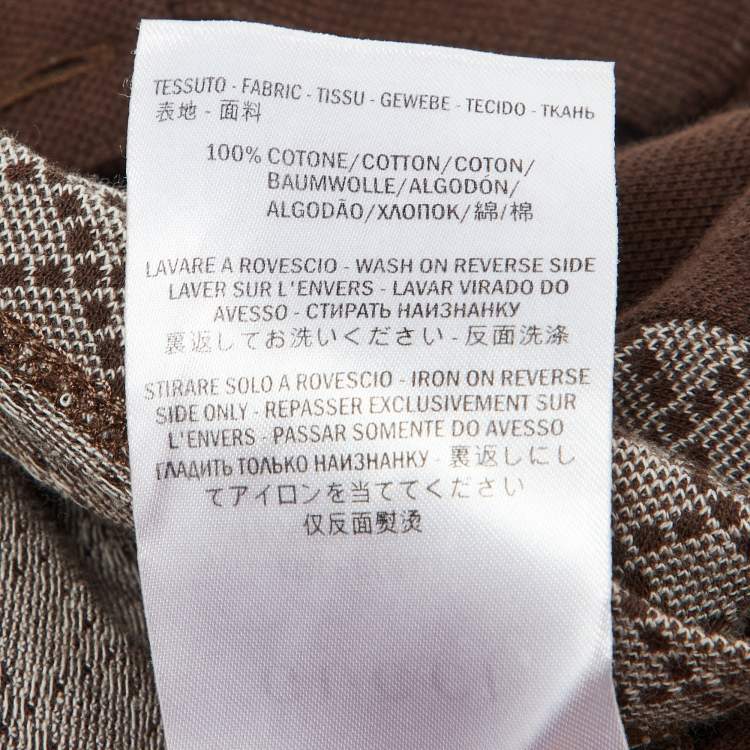 TESSUTO - FABRIC - TISSU - GEWEBE - TECIDO - ТКАНЬ
表地 - 面料
100% COTONE/COTTON/COTON/
BAUMWOLLE/ALGODÓN/
ALGODÃO/ХЛОПОК/綿/棉
LAVARE A ROVESCIO - WASH ON REVERSE SIDE
LAVER SUR L'ENVERS - LAVAR VIRADO DO
AVESSO - СТИРАТЬ НАИЗНАНКУ
裏返してお洗いください - 反面洗涤
STIRARE SOLO A ROVESCIO - IRON ON REVERSE
SIDE ONLY - REPASSER EXCLUSIVEMENT SUR
L'ENVERS - PASSAR SOMENTE DO AVESSO
ГЛАДИТЬ ТОЛЬКО НАИЗНАНКУ - 裏返しにし
てアイロンを当ててください
仅反面熨烫